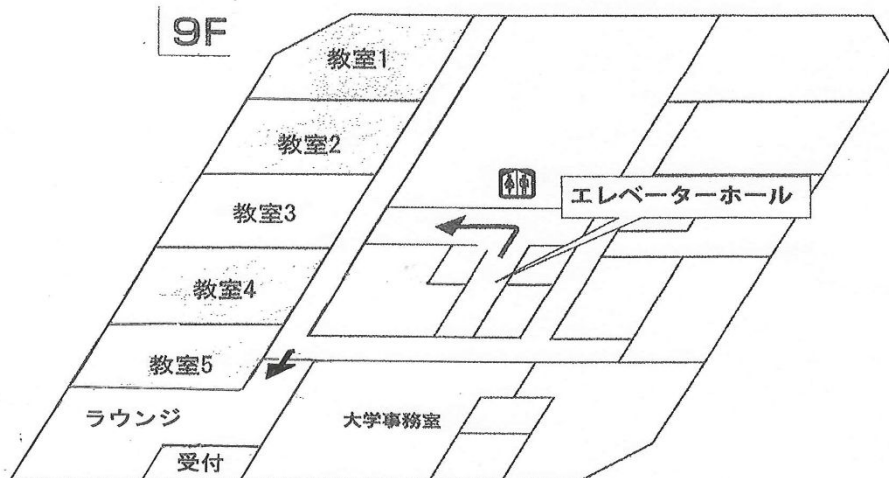 9F
教室1
教室2
教室3
エレベーターホール
教室4
教室5
ラウンジ
大学事務室
受付